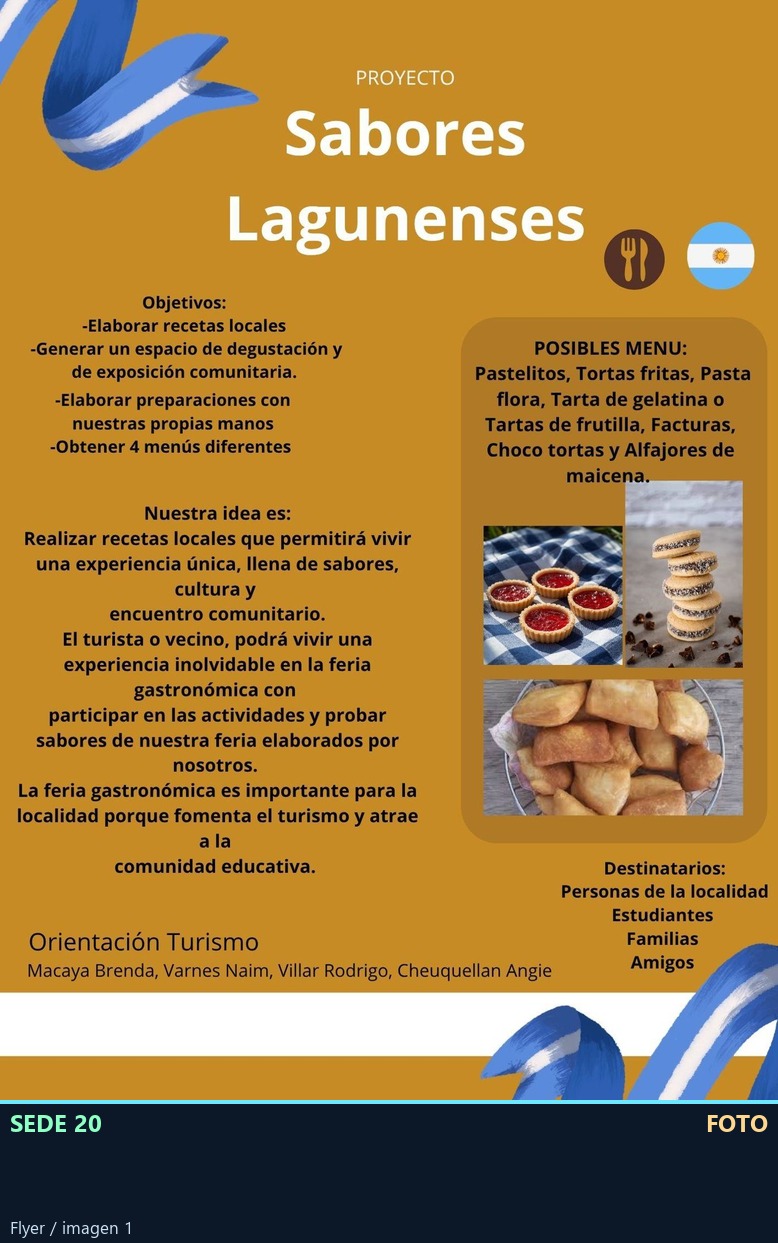 PROYECTO
Sabores
Lagunenses
Objetivos:
-Elaborar recetas locales
-Generar un espacio de degustación y
de exposición comunitaria.
-Elaborar preparaciones con
nuestras propias manos
-Obtener 4 menús diferentes
Nuestra idea es:
Realizar recetas locales que permitirá vivir
una experiencia única, llena de sabores,
cultura y
encuentro comunitario.
El turista o vecino, podrá vivir una
experiencia inolvidable en la feria
gastronómica con
participar en las actividades y probar
sabores de nuestra feria elaborados por
nosotros.
La feria gastronómica es importante para la
localidad porque fomenta el turismo y atrae
a la
comunidad educativa.
POSIBLES MENU:
Pastelitos, Tortas fritas, Pasta
flora, Tarta de gelatina o
Tartas de frutilla, Facturas,
Choco tortas y Alfajores de
maicena.
Destinatarios:
Personas de la localidad
Estudiantes
Familias
Amigos
Orientación Turismo
Macaya Brenda, Varnes Naim, Villar Rodrigo, Cheuquellan Angie
SEDE 20
FOTO
Flyer / imagen 1